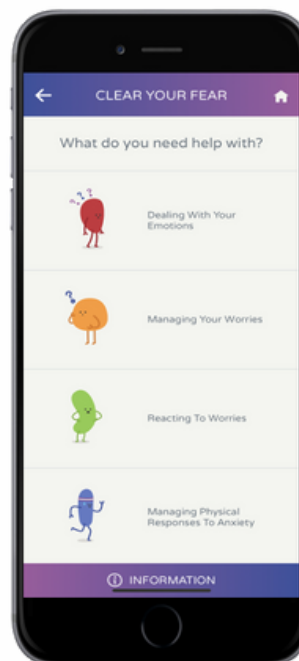 CLEAR YOUR FEAR
What do you need help with?
Dealing With Your
Emotions
Managing Your Worries
Reacting To Worries
Managing Physical
Responses To Anxiety
INFORMATION